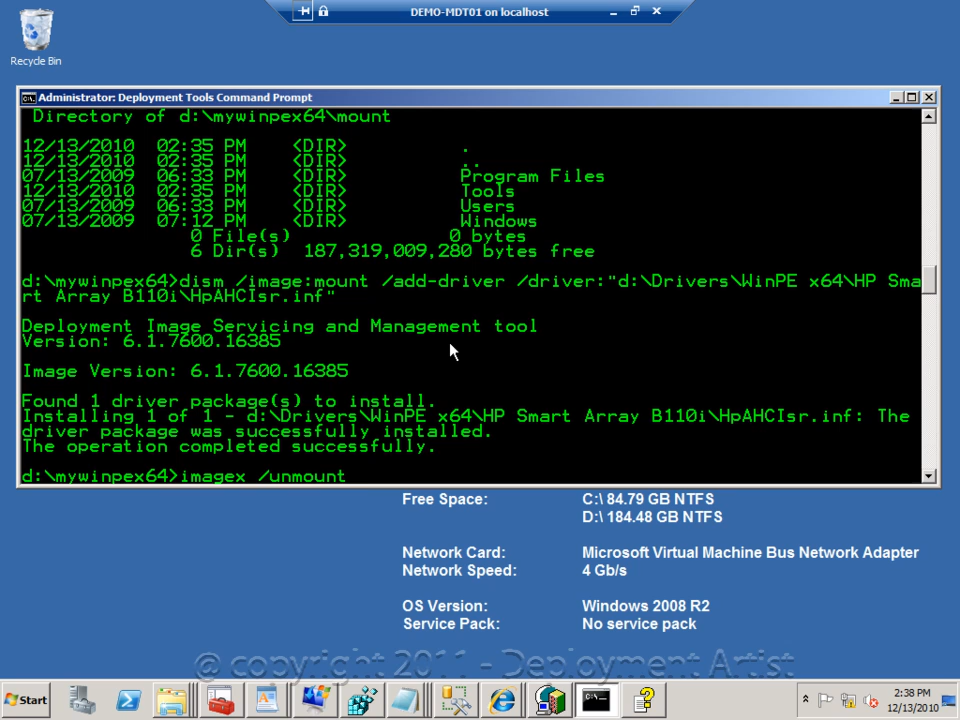 DEMO-MDT01 on localhost
Recycle Bin
Administrator: Deployment Tools Command Prompt
Directory of d:\mywinpex64\mount
12/13/2010 02:35 PM <DIR> .
12/13/2010 02:35 PM <DIR> ..
07/13/2009 06:33 PM <DIR> Program Files
12/13/2010 02:35 PM <DIR> Tools
07/13/2009 06:33 PM <DIR> Users
07/13/2009 07:12 PM <DIR> Windows
0 File(s) 0 bytes
6 Dir(s) 187,319,009,280 bytes free
d:\mywinpex64>dism /image:mount /add-driver /driver:"d:\Drivers\WinPE x64\HP Sma
rt Array B110i\HpAHCIsr.inf"
Deployment Image Servicing and Management tool
Version: 6.1.7600.16385
Image Version: 6.1.7600.16385
Found 1 driver package(s) to install.
Installing 1 of 1 - d:\Drivers\WinPE x64\HP Smart Array B110i\HpAHCIsr.inf: The
driver package was successfully installed.
The operation completed successfully.
d:\mywinpex64>imagex /unmount
Free Space: C:\ 84.79 GB NTFS
D:\ 184.48 GB NTFS
Network Card: Microsoft Virtual Machine Bus Network Adapter
Network Speed: 4 Gb/s
OS Version: Windows 2008 R2
Service Pack: No service pack
@ copyright 2011 - Deployment Artist
Start
2:38 PM
12/13/2010